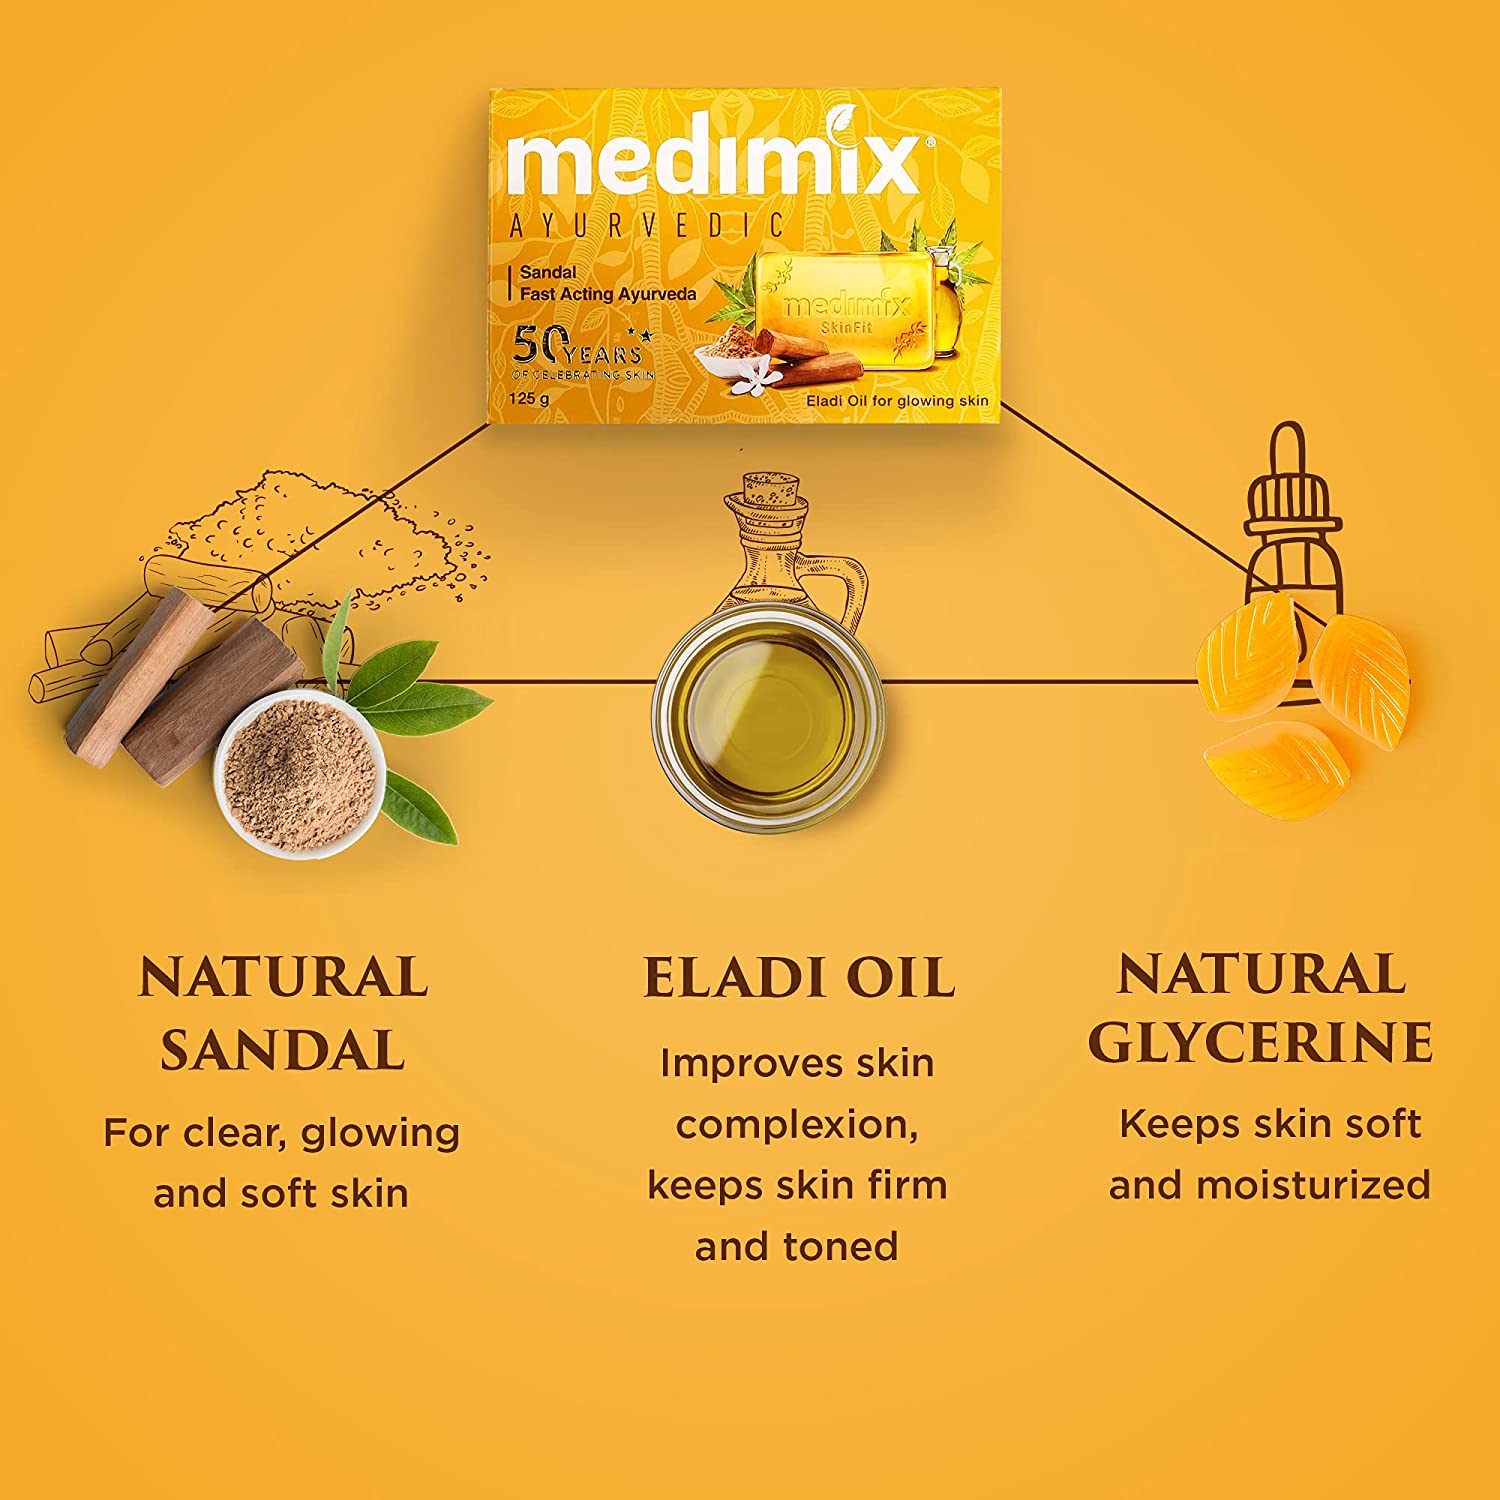 medimix®
AYURVEDIC
Sandal
Fast Acting Ayurveda
50 YEARS
OF CELEBRATING SKIN
125 g
medimix
SkinFit
Eladi Oil for glowing skin
NATURAL
SANDAL
For clear, glowing
and soft skin
ELADI OIL
Improves skin
complexion,
keeps skin firm
and toned
NATURAL
GLYCERINE
Keeps skin soft
and moisturized